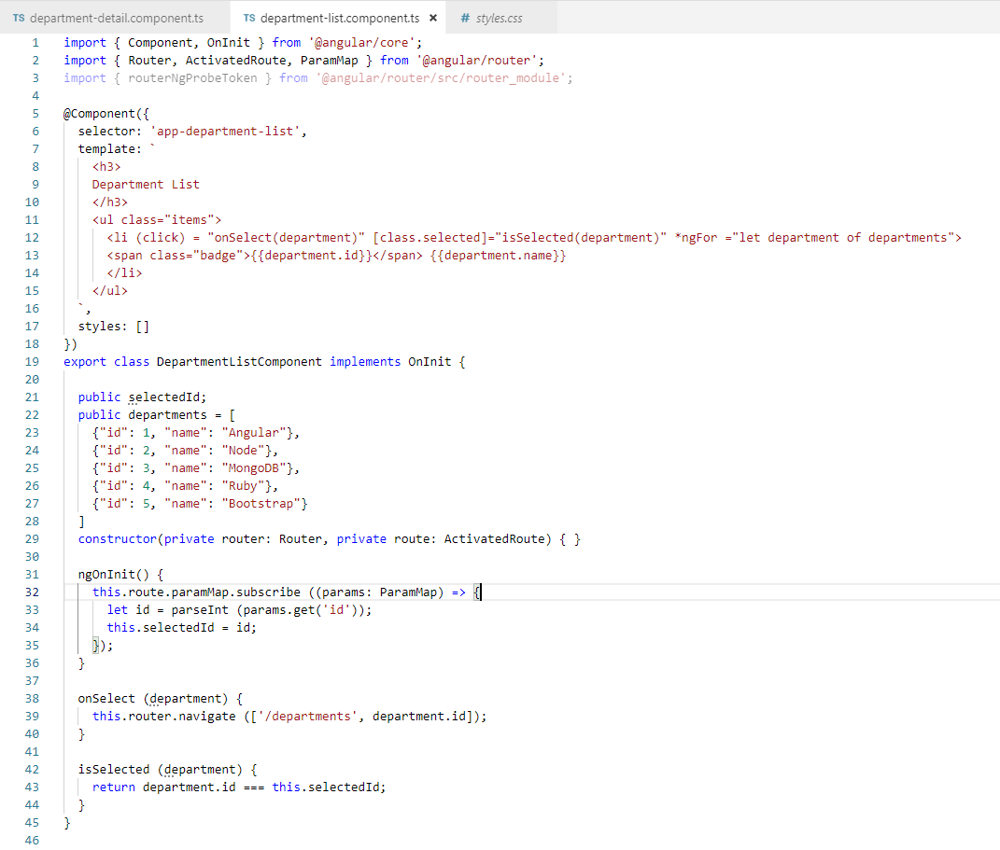 TS department-detail.component.ts TS department-list.component.ts × # styles.css
1 import { Component, OnInit } from '@angular/core';
2 import { Router, ActivatedRoute, ParamMap } from '@angular/router';
3 import { routerNgProbeToken } from '@angular/router/src/router_module';
4
5 @Component({
6 selector: 'app-department-list',
7 template: `
8 <h3>
9 Department List
10 </h3>
11 <ul class="items">
12 <li (click) = "onSelect(department)" [class.selected]="isSelected(department)" *ngFor ="let department of departments">
13 <span class="badge">{{department.id}}</span> {{department.name}}
14 </li>
15 </ul>
16 `,
17 styles: []
18 })
19 export class DepartmentListComponent implements OnInit {
20
21 public selectedId;
22 public departments = [
23 {"id": 1, "name": "Angular"},
24 {"id": 2, "name": "Node"},
25 {"id": 3, "name": "MongoDB"},
26 {"id": 4, "name": "Ruby"},
27 {"id": 5, "name": "Bootstrap"}
28 ]
29 constructor(private router: Router, private route: ActivatedRoute) { }
30
31 ngOnInit() {
32 this.route.paramMap.subscribe ((params: ParamMap) => {
33 let id = parseInt (params.get('id'));
34 this.selectedId = id;
35 });
36 }
37
38 onSelect (department) {
39 this.router.navigate (['/departments', department.id]);
40 }
41
42 isSelected (department) {
43 return department.id === this.selectedId;
44 }
45 }
46